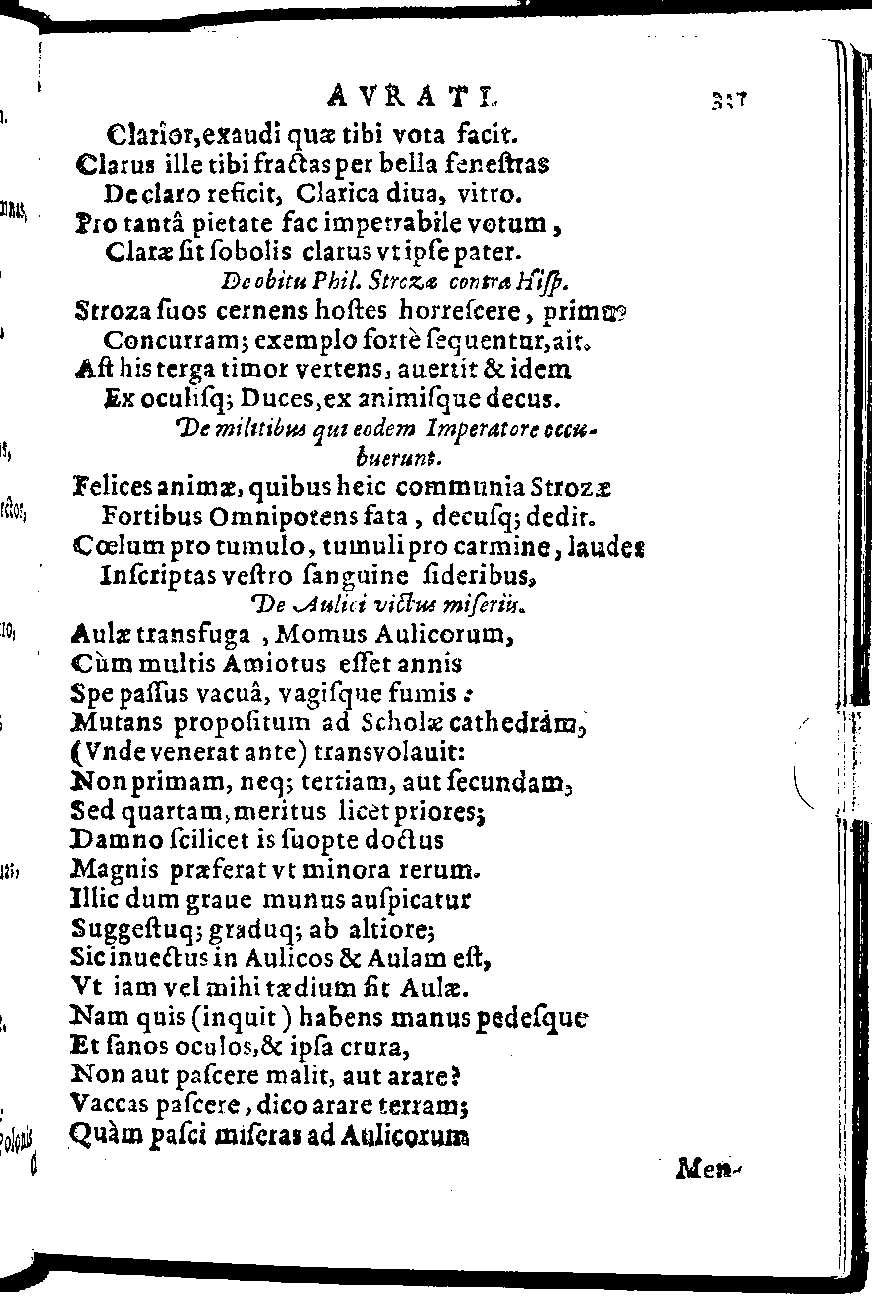 AVRATI. 337
Clarior, exaudi quæ tibi vota facit.
Clarus ille tibi fractas per bella feneſtras
De claro reficit, Clarica diua, vitro.
Pro tantâ pietate fac impetrabile votum,
Claræ ſit ſobolis clarus vt ipſe pater.
De obitu Phil. Strozæ contra Hiſp.
Stroza ſuos cernens hoſtes horreſcere, primus
Concurram; exemplo fortè ſequentur, ait.
Aſt his terga timor vertens, auertit & idem
Ex oculiſq; Duces, ex animiſque decus.
De militibus qui eodem Imperatore occu-
buerunt.
Felices animæ, quibus heic communia Strozæ
Fortibus Omnipotens fata, decuſq; dedit.
Cœlum pro tumulo, tumuli pro carmine, laudes
Inſcriptas veſtro ſanguine ſideribus.
De Aulici victus miſeriis.
Aulæ transfuga, Momus Aulicorum,
Cùm multis Amiotus eſſet annis
Spe paſſus vacuâ, vagiſque fumis:
Mutans propoſitum ad Scholæ cathedrám,
(Vnde venerat ante) transvolauit:
Non primam, neq; tertiam, aut ſecundam,
Sed quartam, meritus licet priores;
Damno ſcilicet is ſuopte doctus
Magnis præferat vt minora rerum.
Illic dum graue munus auſpicatur
Suggeſtuq; graduq; ab altiore;
Sic inuectus in Aulicos & Aulam eſt,
Vt iam vel mihi tædium ſit Aulæ.
Nam quis (inquit) habens manus pedeſque
Et ſanos oculos, & ipſa crura,
Non aut paſcere malit, aut arare?
Vaccas paſcere, dico arare terram;
Quàm paſci miſeras ad Aulicorum
Men-